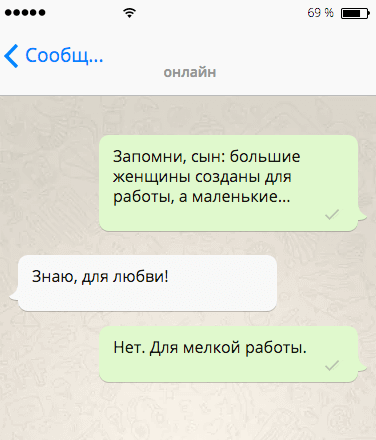 69 %
Сообщ...
онлайн
Запомни, сын: большие
женщины созданы для
работы, а маленькие...
Знаю, для любви!
Нет. Для мелкой работы.